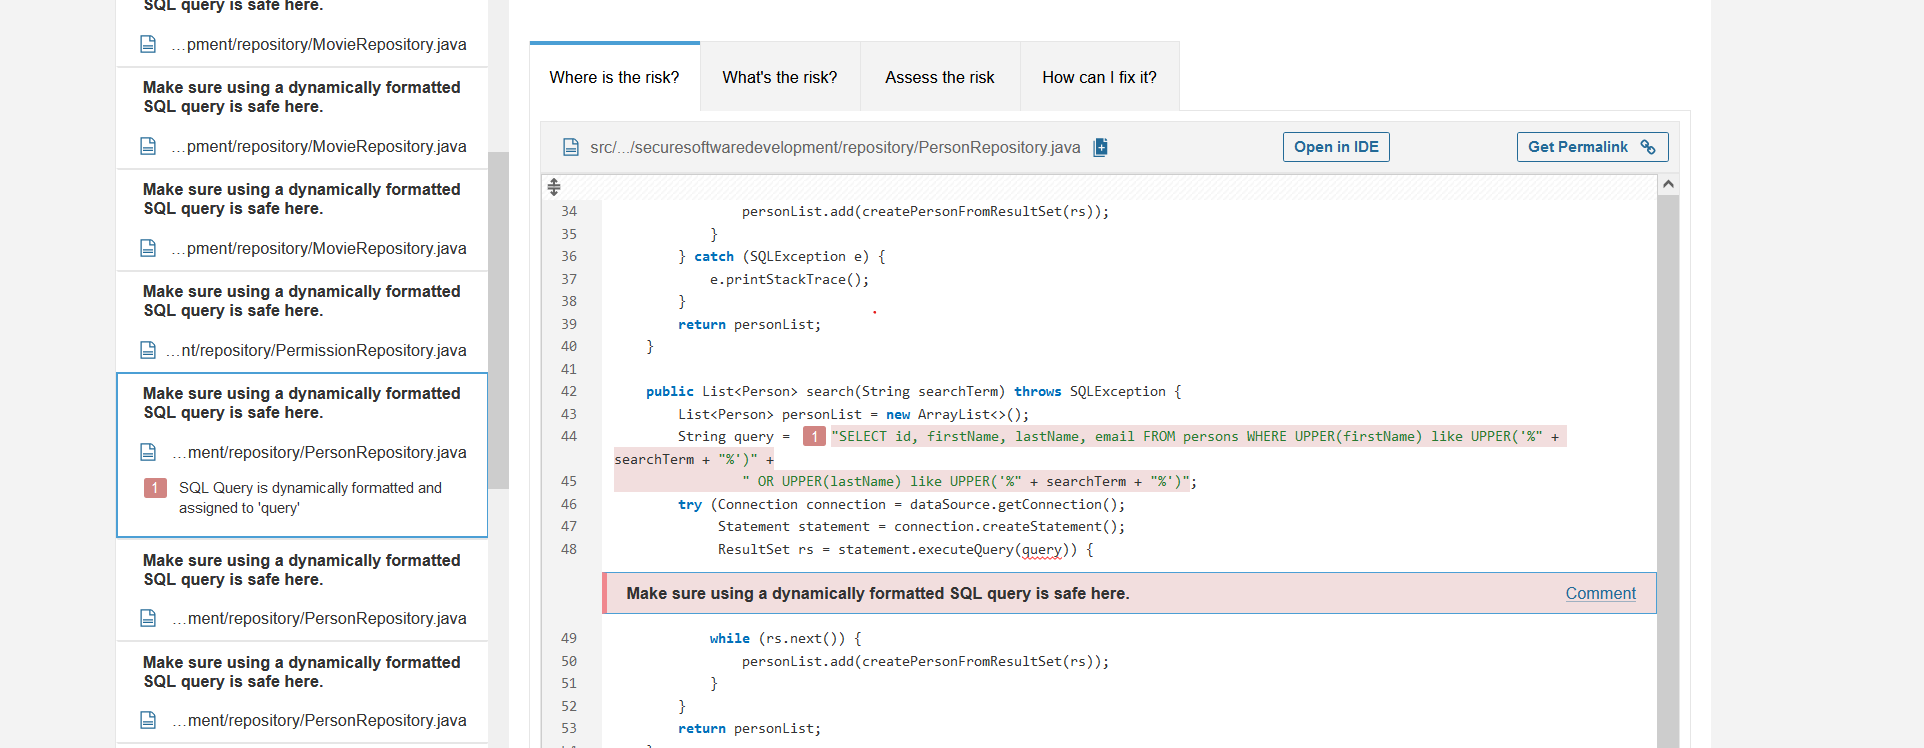 SQL query is safe here.
...pment/repository/MovieRepository.java
Make sure using a dynamically formatted
SQL query is safe here.
...pment/repository/MovieRepository.java
Make sure using a dynamically formatted
SQL query is safe here.
...pment/repository/MovieRepository.java
Make sure using a dynamically formatted
SQL query is safe here.
...nt/repository/PermissionRepository.java
Make sure using a dynamically formatted
SQL query is safe here.
...ment/repository/PersonRepository.java
1 SQL Query is dynamically formatted and
assigned to 'query'
Make sure using a dynamically formatted
SQL query is safe here.
...ment/repository/PersonRepository.java
Make sure using a dynamically formatted
SQL query is safe here.
...ment/repository/PersonRepository.java
Where is the risk? What's the risk? Assess the risk How can I fix it?
src/.../securesoftwaredevelopment/repository/PersonRepository.java Open in IDE Get Permalink
34 personList.add(createPersonFromResultSet(rs));
35 }
36 } catch (SQLException e) {
37 e.printStackTrace();
38 }
39 return personList;
40 }
41
42 public List<Person> search(String searchTerm) throws SQLException {
43 List<Person> personList = new ArrayList<>();
44 String query = 1 "SELECT id, firstName, lastName, email FROM persons WHERE UPPER(firstName) like UPPER('%" +
searchTerm + "%')" +
45 " OR UPPER(lastName) like UPPER('%" + searchTerm + "%')";
46 try (Connection connection = dataSource.getConnection();
47 Statement statement = connection.createStatement();
48 ResultSet rs = statement.executeQuery(query)) {
Make sure using a dynamically formatted SQL query is safe here. Comment
49 while (rs.next()) {
50 personList.add(createPersonFromResultSet(rs));
51 }
52 }
53 return personList;